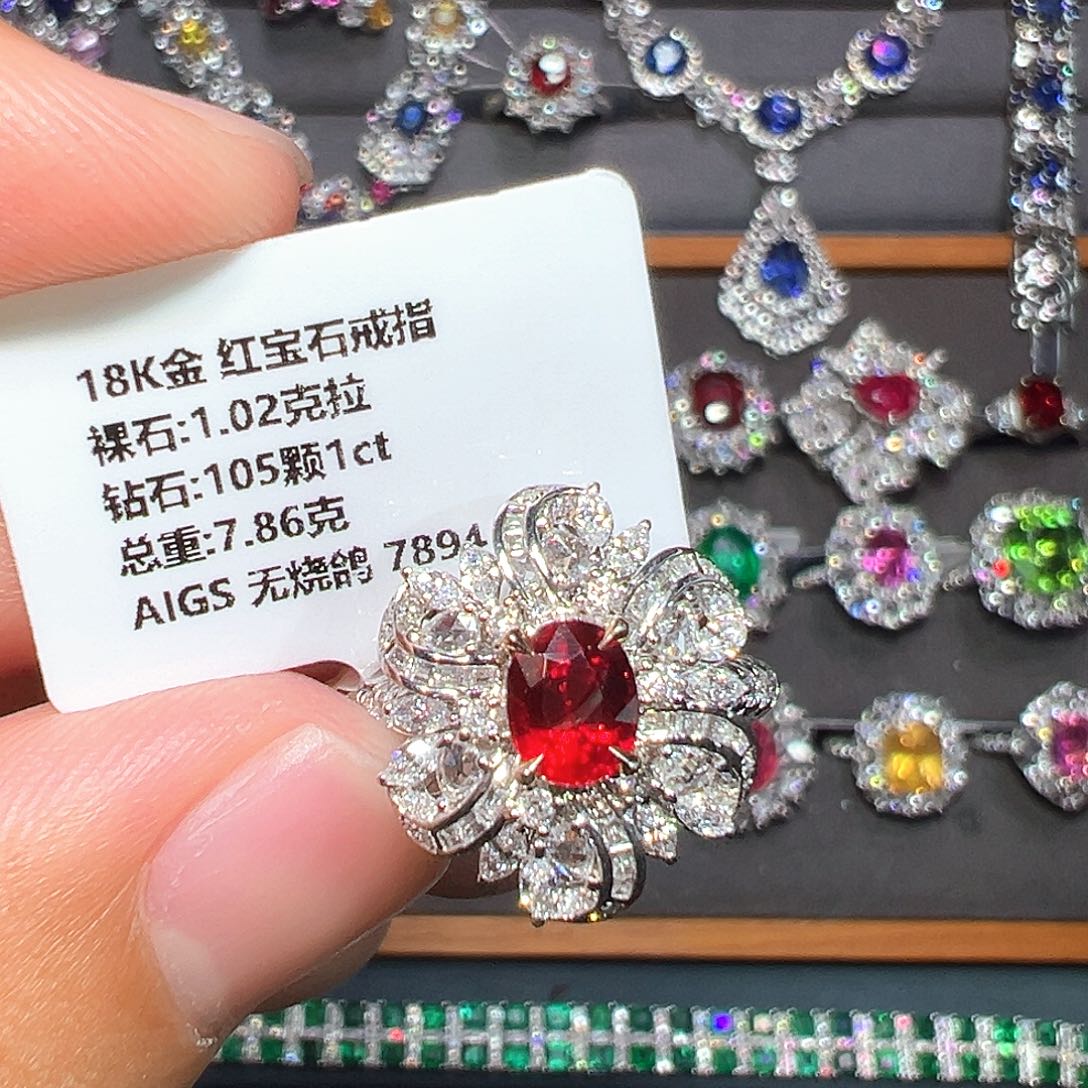 18K金 红宝石戒指
裸石:1.02克拉
钻石:105颗1ct
总重:7.86克
AIGS 无烧鸽 7894